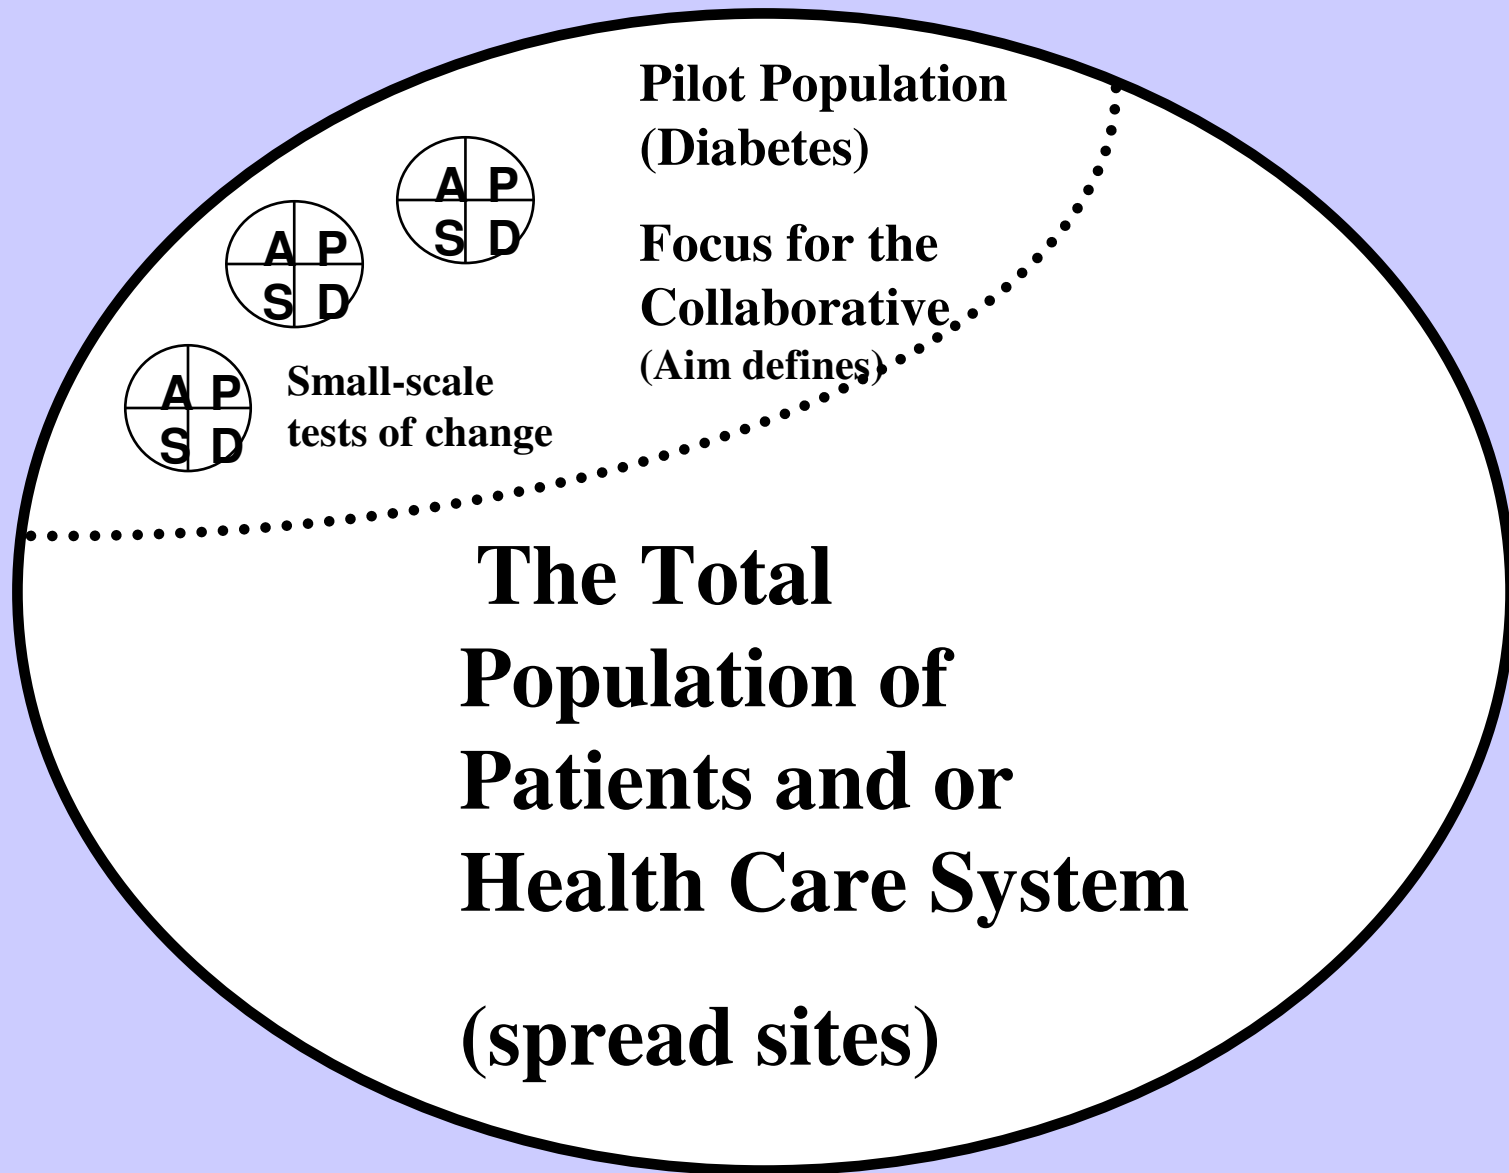 Pilot Population
(Diabetes)
A P
S D
A P
S D
Focus for the
Collaborative
(Aim defines)
A P
S D
Small-scale
tests of change
The Total
Population of
Patients and or
Health Care System
(spread sites)